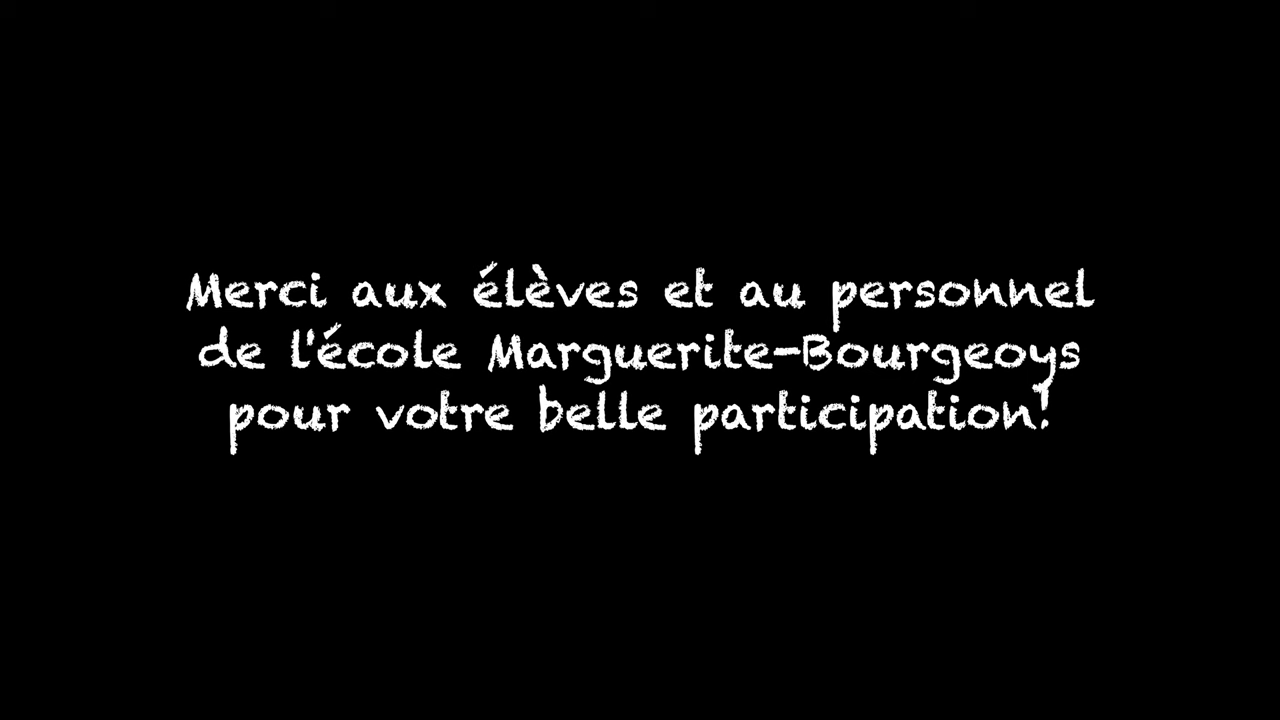 Merci aux élèves et au personnel
de l'école Marguerite-Bourgeoys
pour votre belle participation!